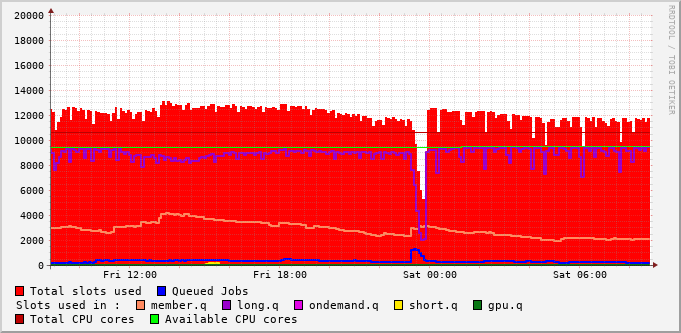 RRDTOOL / TOBI OETIKER
20000
18000
16000
14000
12000
10000
8000
6000
4000
2000
0
Fri 12:00 Fri 18:00 Sat 00:00 Sat 06:00
Total slots used Queued Jobs
Slots used in : member.q long.q ondemand.q short.q gpu.q
Total CPU cores Available CPU cores